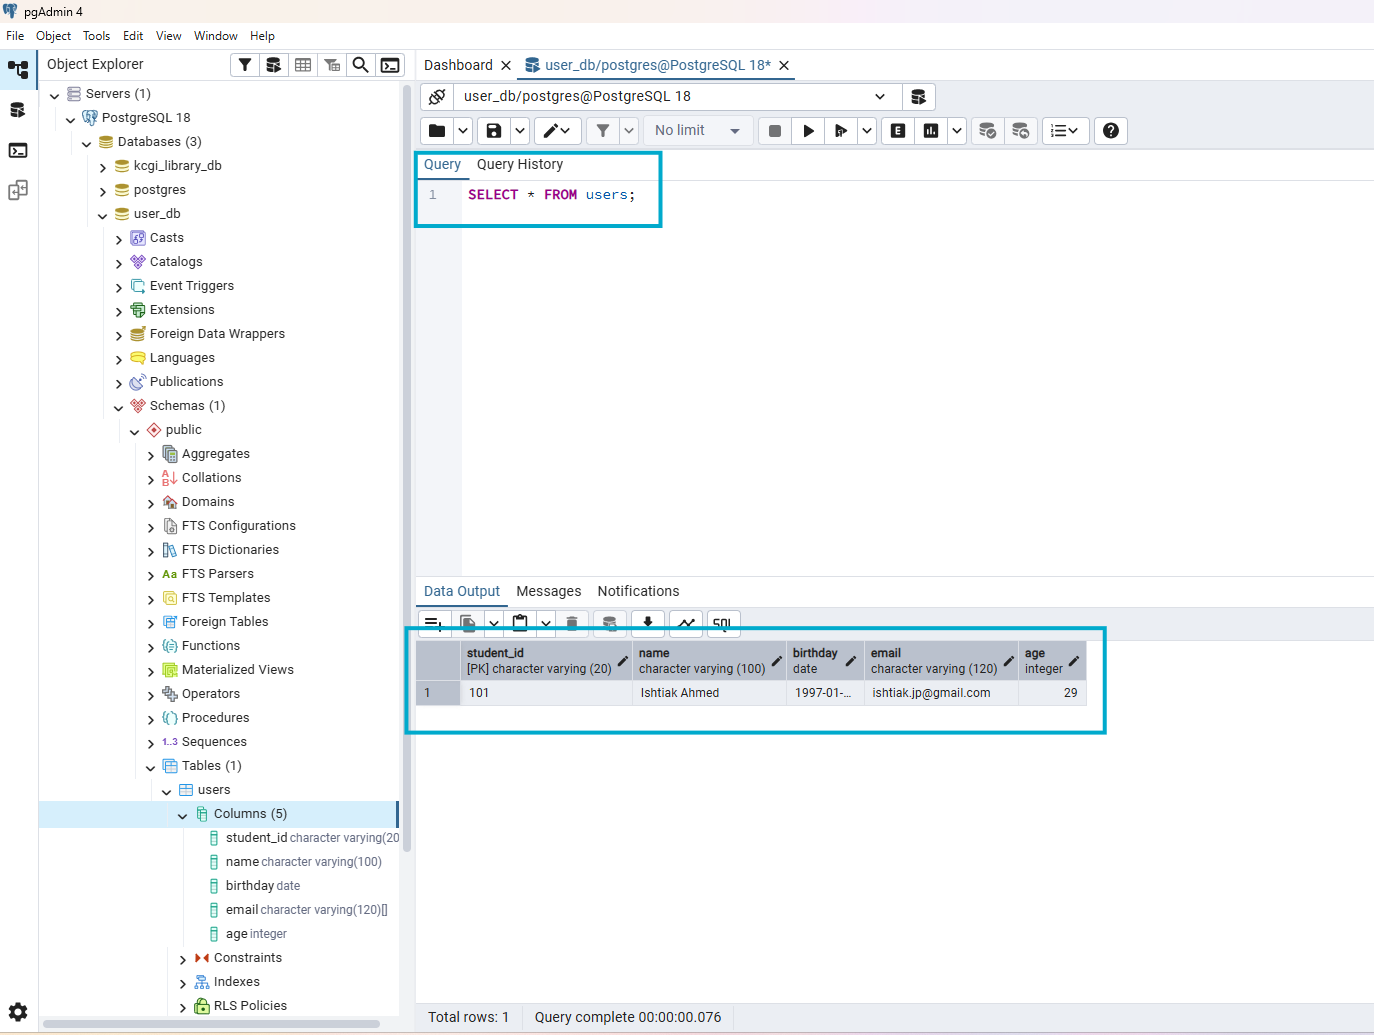 pgAdmin 4
File Object Tools Edit View Window Help
Object Explorer
Dashboard user_db/postgres@PostgreSQL 18*
user_db/postgres@PostgreSQL 18
No limit
Query Query History
1 SELECT * FROM users;
Servers (1)
PostgreSQL 18
Databases (3)
kcgi_library_db
postgres
user_db
Casts
Catalogs
Event Triggers
Extensions
Foreign Data Wrappers
Languages
Publications
Schemas (1)
public
Aggregates
Collations
Domains
FTS Configurations
FTS Dictionaries
Aa FTS Parsers
FTS Templates
Foreign Tables
Functions
Materialized Views
Operators
Procedures
1..3 Sequences
Tables (1)
users
Columns (5)
student_id character varying(20
name character varying(100)
birthday date
email character varying(120)[]
age integer
Constraints
Indexes
RLS Policies
Data Output Messages Notifications
SQL
student_id name birthday email age
[PK] character varying (20) character varying (100) date character varying (120) integer
1 101 Ishtiak Ahmed 1997-01-... ishtiak.jp@gmail.com 29
Total rows: 1 Query complete 00:00:00.076